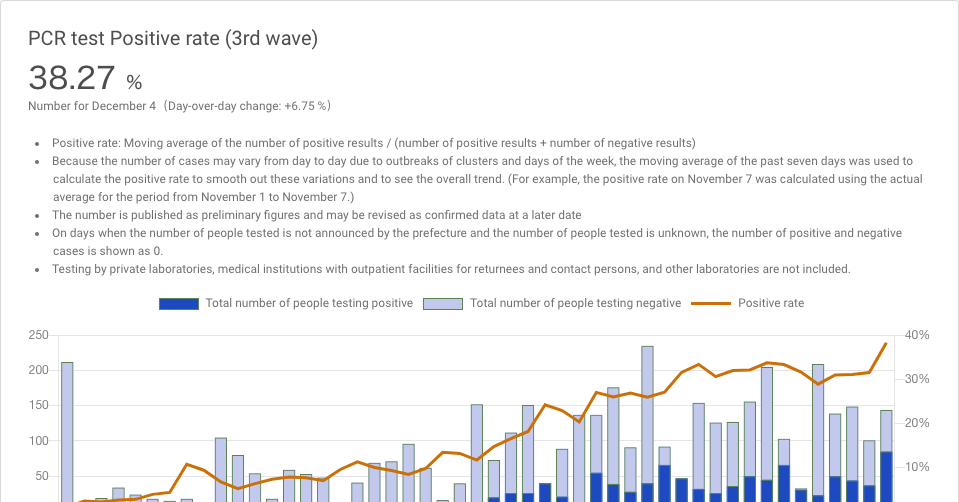 PCR test Positive rate (3rd wave)
38.27 %
Number for December 4（Day-over-day change: +6.75 %）
• Positive rate: Moving average of the number of positive results / (number of positive results + number of negative results)
• Because the number of cases may vary from day to day due to outbreaks of clusters and days of the week, the moving average of the past seven days was used to
calculate the positive rate to smooth out these variations and to see the overall trend. (For example, the positive rate on November 7 was calculated using the actual
average for the period from November 1 to November 7.)
• The number is published as preliminary figures and may be revised as confirmed data at a later date
• On days when the number of people tested is not announced by the prefecture and the number of people tested is unknown, the number of positive and negative
cases is shown as 0.
• Testing by private laboratories, medical institutions with outpatient facilities for returnees and contact persons, and other laboratories are not included.
Total number of people testing positive Total number of people testing negative Positive rate
250 40%
200
30%
150
20%
100
10%
50